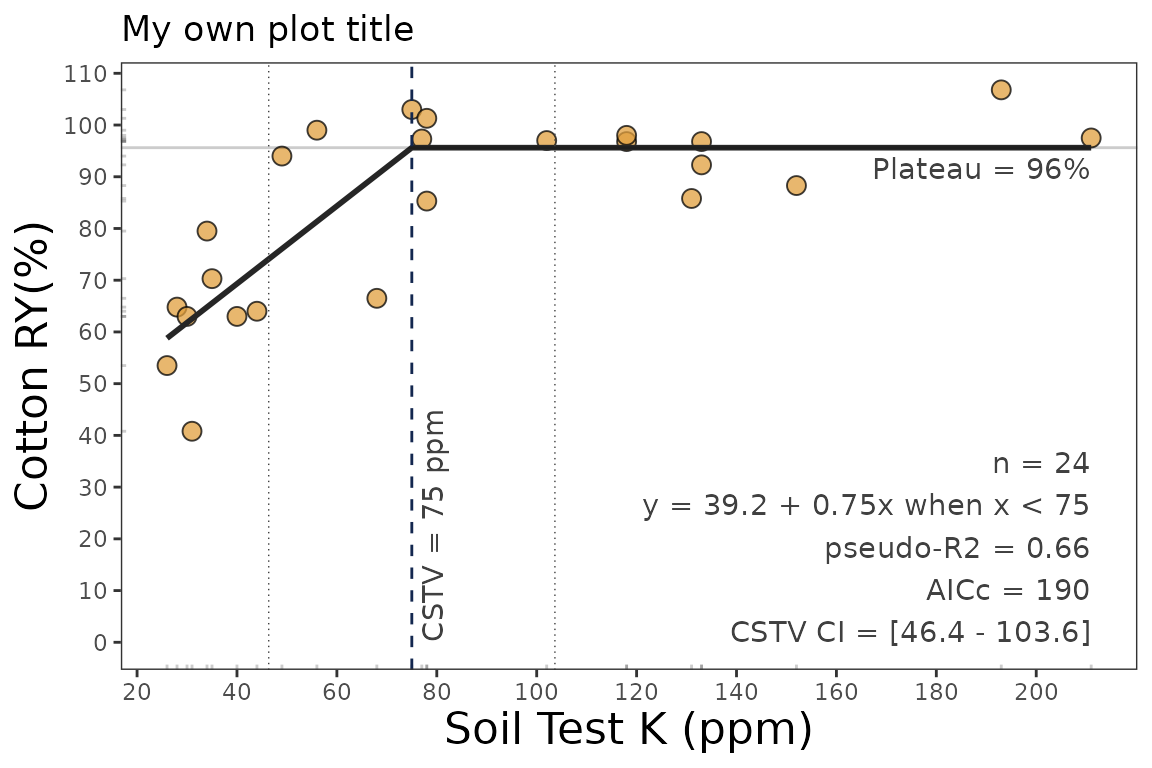 My own plot title
110
100
90
80
70
60
50
40
30
20
10
0
Cotton RY(%)
Plateau = 96%
CSTV = 75 ppm
n = 24
y = 39.2 + 0.75x when x < 75
pseudo-R2 = 0.66
AICc = 190
CSTV CI = [46.4 - 103.6]
20 40 60 80 100 120 140 160 180 200
Soil Test K (ppm)